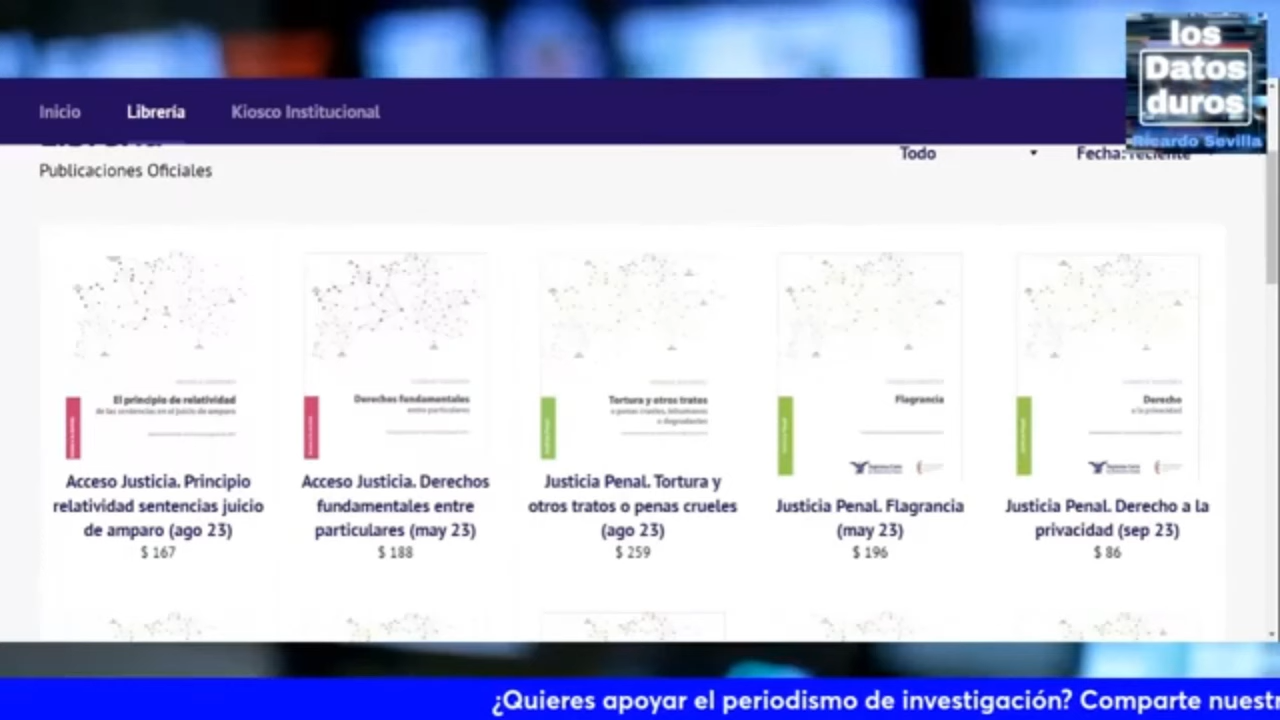 los
Datos
duros
Ricardo Sevilla
Inicio
Librería
Kiosco Institucional
Publicaciones Oficiales
Todo
Fecha: reciente
El principio de relatividad
de las sentencias en el juicio de amparo
Derechos fundamentales
entre particulares
Tortura y otros tratos
o penas crueles, inhumanos
o degradantes
Flagrancia
Derecho
a la privacidad
Acceso Justicia. Principio
relatividad sentencias juicio
de amparo (ago 23)
$ 167
Acceso Justicia. Derechos
fundamentales entre
particulares (may 23)
$ 188
Justicia Penal. Tortura y
otros tratos o penas crueles
(ago 23)
$ 259
Justicia Penal. Flagrancia
(may 23)
$ 196
Justicia Penal. Derecho a la
privacidad (sep 23)
$ 86
¿Quieres apoyar el periodismo de investigación? Comparte nuestr